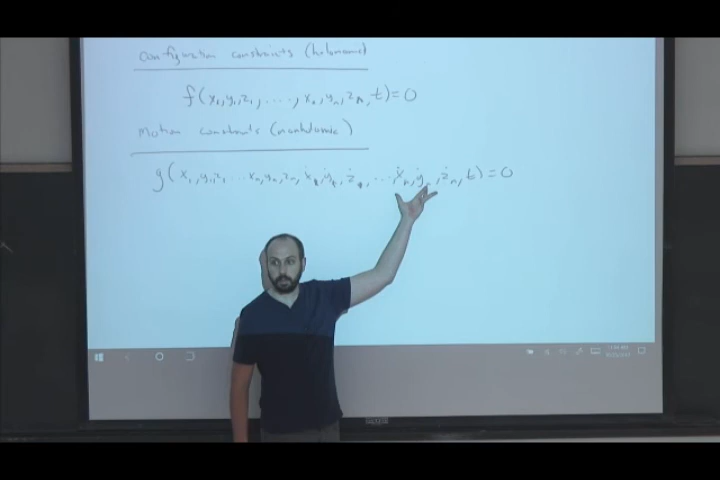 Configuration constraints (holonomic)
f(x₁,y₁,z₁,....,xₙ,yₙ,zₙ,t)=0
Motion constraints (nonholonomic)
g(x₁,y₁,z₁...xₙ,yₙ,zₙ,ẋ₁,ẏ₁,ż₁,...,ẋₙ,ẏₙ,żₙ,t)=0